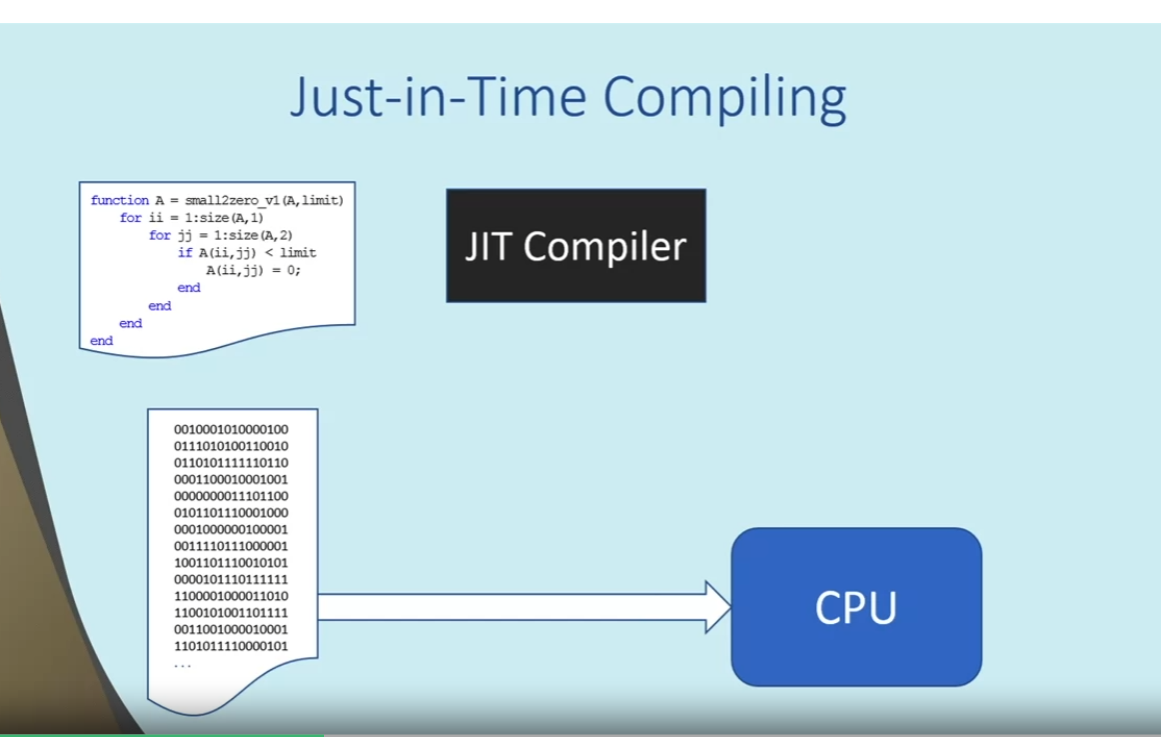 Just-in-Time Compiling
function A = small2zero_v1(A,limit)
for ii = 1:size(A,1)
for jj = 1:size(A,2)
if A(ii,jj) < limit
A(ii,jj) = 0;
end
end
end
end
JIT Compiler
0010001010000100
0111010100110010
0110101111110110
0001100010001001
0000000011101100
0101101110001000
0001000000100001
0011110111000001
1001101110010101
0000101110111111
1100001000011010
1100101001101111
0011001000010001
1101011110000101
...
CPU